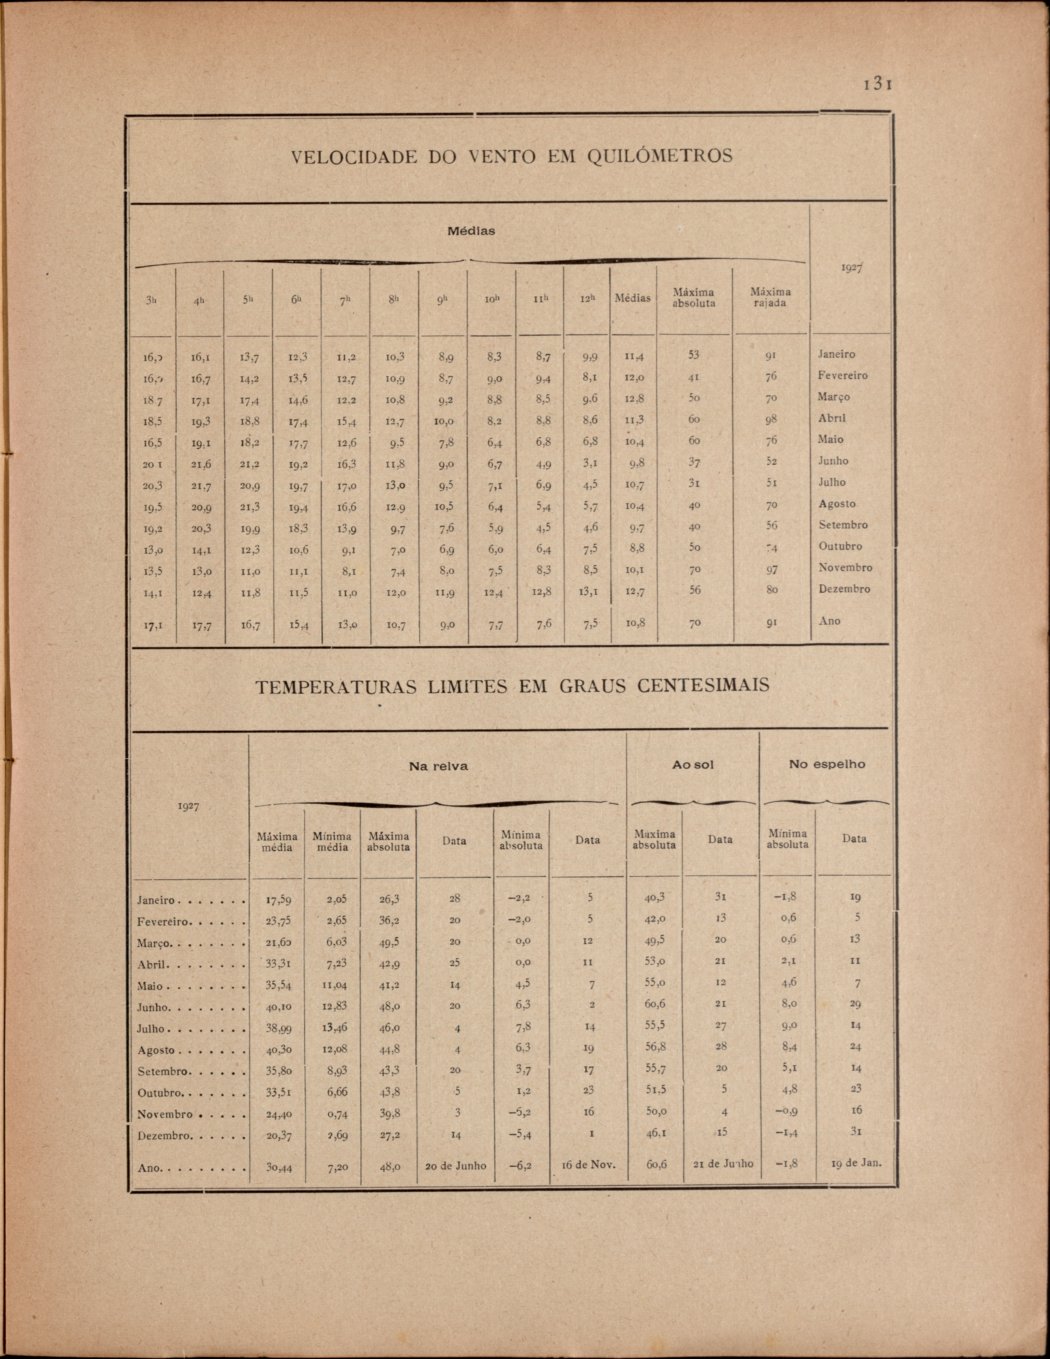 131
VELOCIDADE DO VENTO EM QUILÓMETROS
Médias
1927
3h 4h 5h 6h 7h 8h 9h 10h 11h 12h Médias Máxima absoluta Máxima rajada
16,1 13,7 12,3 11,2 10,3 8,9 8,3 8,7 9,9 11,4 53 91 Janeiro
16,7 14,2 13,5 12,7 10,9 8,7 9,0 9,4 8,1 12,0 41 76 Fevereiro
18 7 17,1 17,4 14,6 12,2 10,8 9,2 8,8 8,5 9,6 12,8 50 70 Março
18,5 19,3 18,8 17,4 15,4 12,7 10,0 8,2 8,8 8,6 11,3 60 98 Abril
16,5 19,1 18,2 17,7 12,6 9,5 7,8 6,4 6,8 6,8 10,4 60 76 Maio
20 1 21,6 21,2 19,2 16,3 11,8 9,0 6,7 4,9 3,1 9,8 37 52 Junho
20,3 21,7 20,9 19,7 17,0 13,0 9,5 7,1 6,9 4,5 10,7 31 51 Julho
19,5 20,9 21,3 19,4 16,6 12,9 10,5 6,4 5,4 5,7 10,4 40 70 Agosto
19,2 20,3 19,9 18,3 13,9 9,7 7,6 5,9 4,5 4,6 9,7 40 56 Setembro
13,0 14,1 12,3 10,6 9,1 7,0 6,9 6,0 6,4 7,5 8,8 50 Outubro
13,5 13,0 11,0 11,1 8,1 7,4 8,0 7,5 8,3 8,5 10,1 70 97 Novembro
14,1 12,4 11,8 11,5 11,0 12,0 11,9 12,4 12,8 13,1 12,7 56 80 Dezembro
17,1 17,7 16,7 15,4 13,0 10,7 9,0 7,7 7,6 7,5 10,8 70 91 Ano
TEMPERATURAS LIMITES EM GRAUS CENTESIMAIS
1927
Na relva Ao sol No espelho
Máxima média Mínima média Máxima absoluta Data Mínima absoluta Data Maxima absoluta Data Mínima absoluta Data
Janeiro . . . . . . . 17,59 2,05 26,3 28 —2,2 5 40,3 31 —1,8 19
Fevereiro. . . . . . 23,75 2,65 36,2 20 —2,0 5 42,0 13 0,6 5
Março. . . . . . . . 21,60 6,03 49,5 20 0,0 12 49,5 20 0,6 13
Abril. . . . . . . . 33,31 7,23 42,9 25 0,0 11 53,0 21 2,1 11
Maio . . . . . . . . 35,54 11,04 41,2 14 4,5 7 55,0 12 4,6 7
Junho. . . . . . . . 40,10 12,83 48,0 20 6,3 2 60,6 21 8,0 29
Julho . . . . . . . . 38,99 13,46 46,0 4 7,8 14 55,5 27 9,0 14
Agosto . . . . . . . 40,30 12,08 44,8 4 6,3 19 56,8 28 8,4 24
Setembro. . . . . . 35,80 8,93 43,3 20 3,7 17 55,7 20 5,1 14
Outubro. . . . . . . 33,51 6,66 43,8 5 1,2 23 51,5 5 4,8 23
Novembro . . . . . 24,40 0,74 39,8 3 16 50,0 4 —0,9 16
Dezembro. . . . . . 20,37 2,69 27,2 14 —5,4 1 46,1 15 —1,4 31
Ano. . . . . . . . . 30,44 7,20 48,0 20 de Junho —6,2 16 de Nov. 60,6 21 de Junho —1,8 19 de Jan.